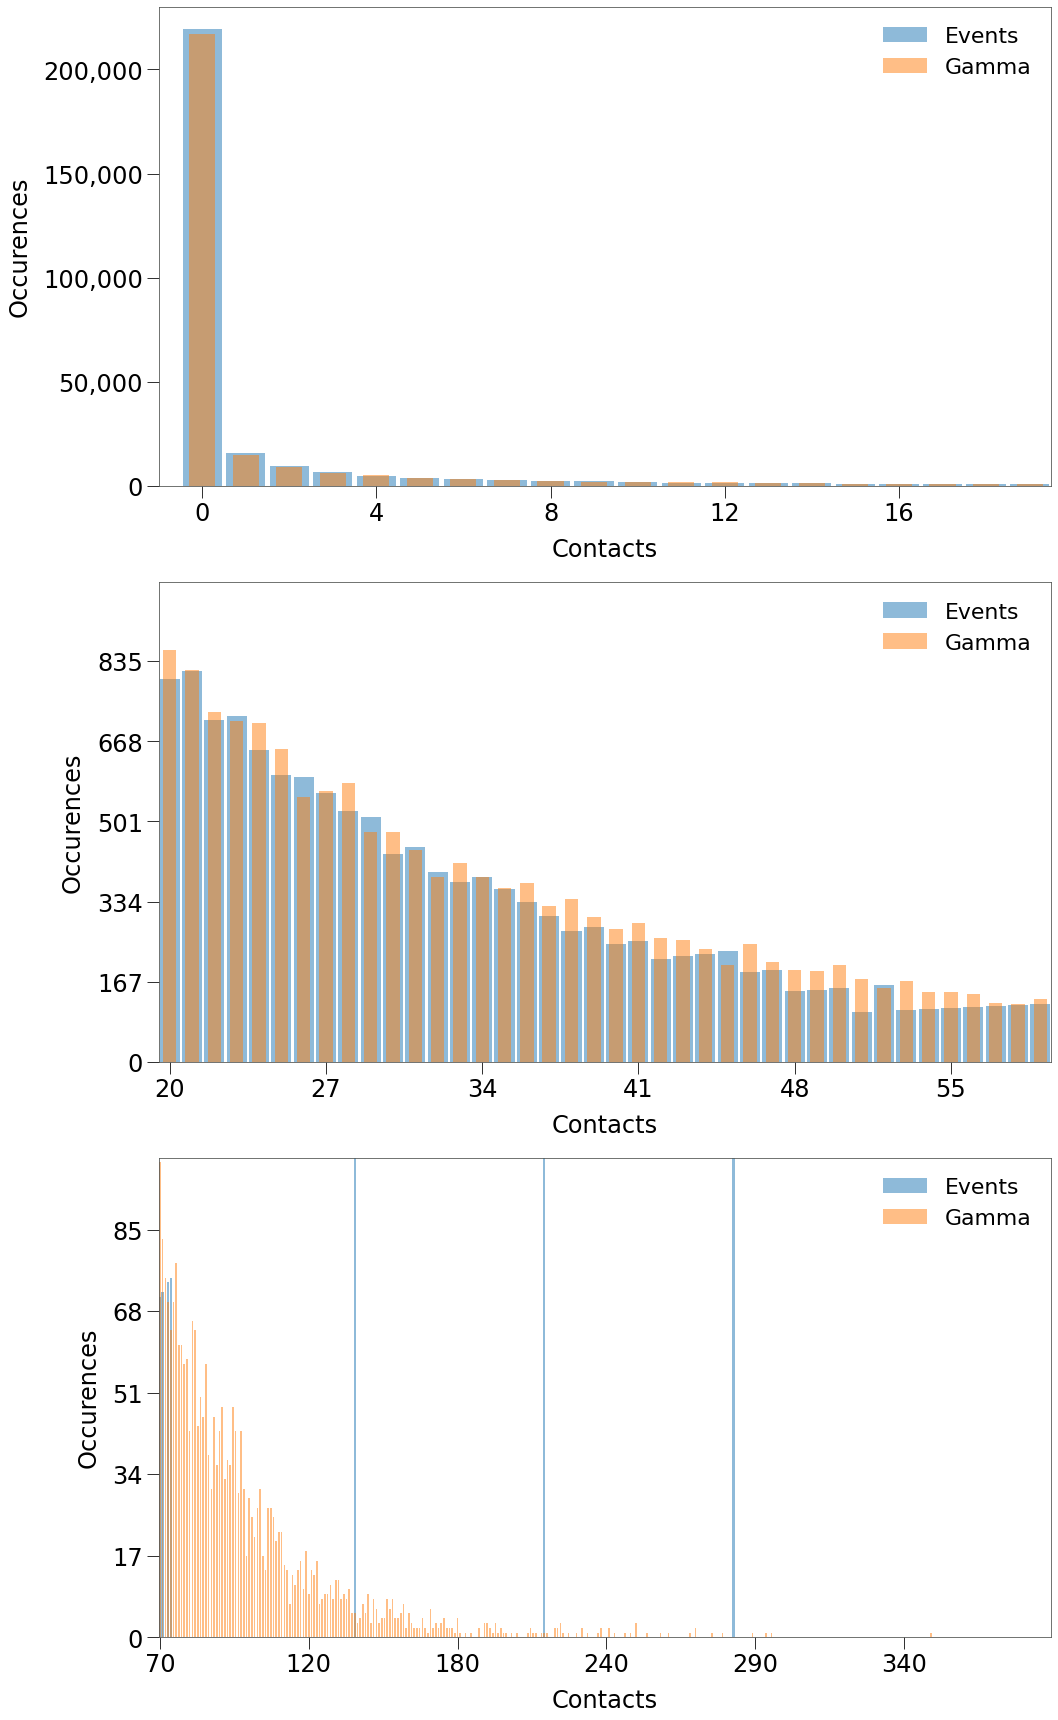 Events
Gamma
200,000
150,000
100,000
50,000
0
Occurences
0 4 8 12 16
Contacts
Events
Gamma
835
668
501
334
167
0
Occurences
20 27 34 41 48 55
Contacts
Events
Gamma
85
68
51
34
17
0
Occurences
70 120 180 240 290 340
Contacts